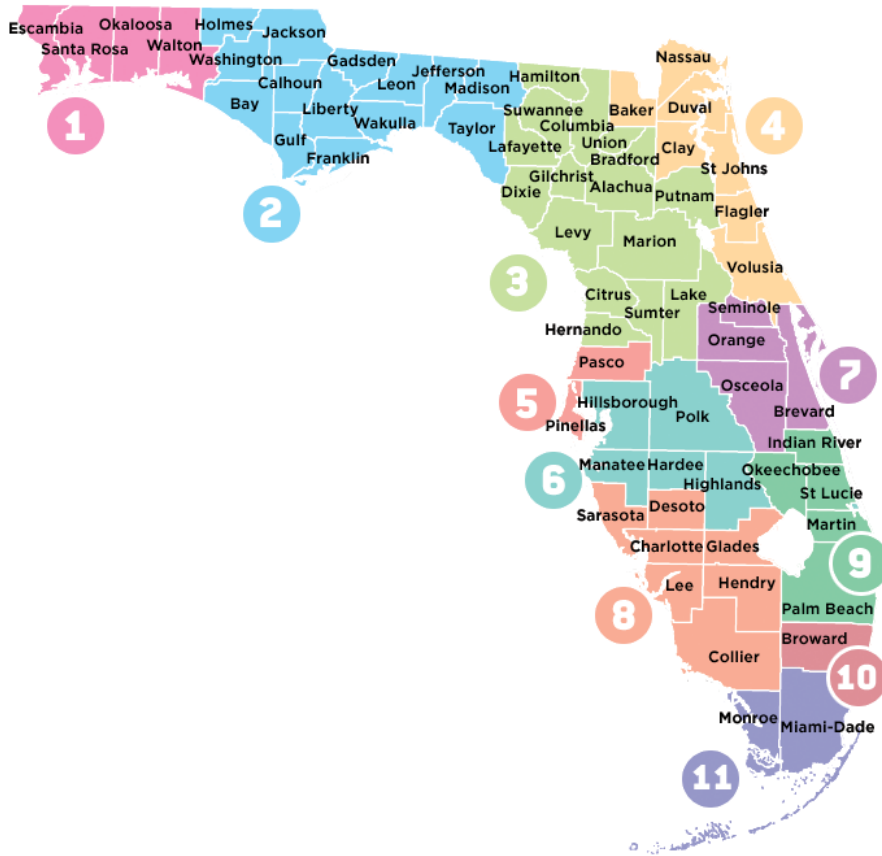 Escambia
Okaloosa
Holmes
Jackson
Santa Rosa
Walton
Washington
Gadsden
Calhoun
Leon
Jefferson
Madison
Hamilton
Nassau
Bay
Liberty
Wakulla
Taylor
Suwannee
Columbia
Baker
Duval
1
Gulf
Franklin
Lafayette
Union
Bradford
Clay
4
2
Dixie
Gilchrist
Alachua
Putnam
St Johns
Flagler
Levy
Marion
Volusia
3
Citrus
Sumter
Lake
Seminole
Hernando
Orange
Pasco
Osceola
7
5
Hillsborough
Polk
Brevard
Pinellas
Indian River
6
Manatee
Hardee
Highlands
Okeechobee
St Lucie
Sarasota
Desoto
Martin
Charlotte
Glades
9
8
Lee
Hendry
Palm Beach
Collier
Broward
10
Monroe
Miami-Dade
11